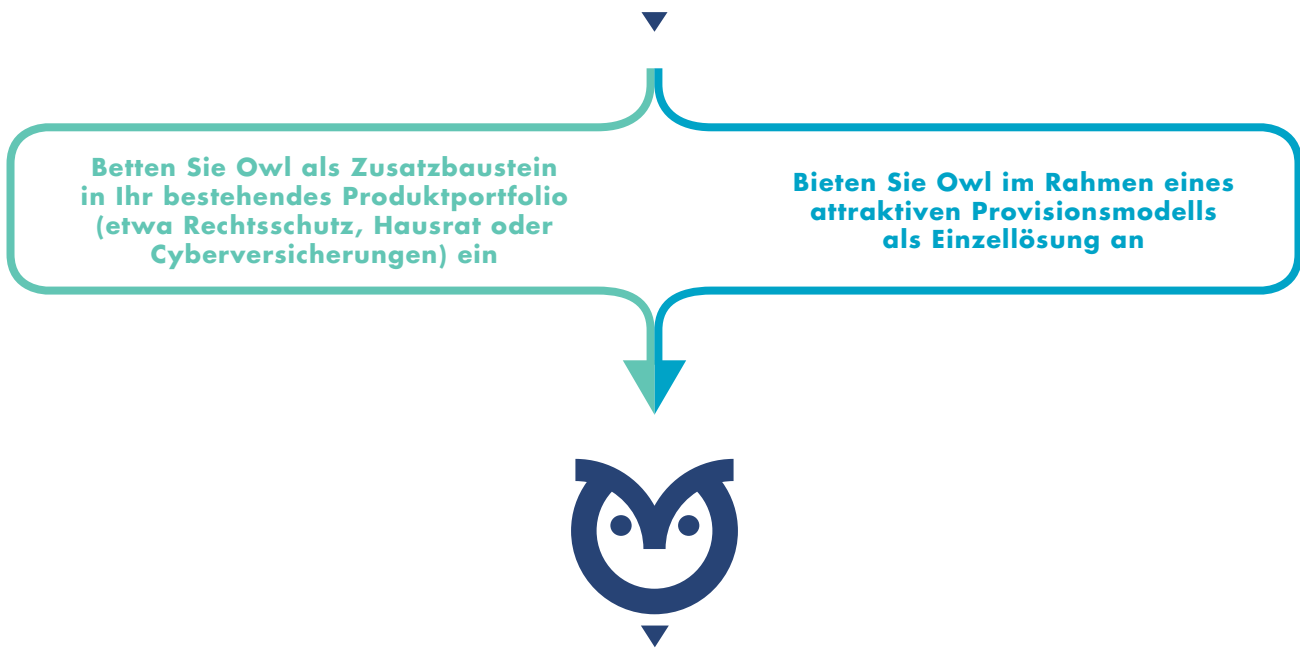 Betten Sie Owl als Zusatzbaustein
in Ihr bestehendes Produktportfolio
(etwa Rechtsschutz, Hausrat oder
Cyberversicherungen) ein
Bieten Sie Owl im Rahmen eines
attraktiven Provisionsmodells
als Einzellösung an